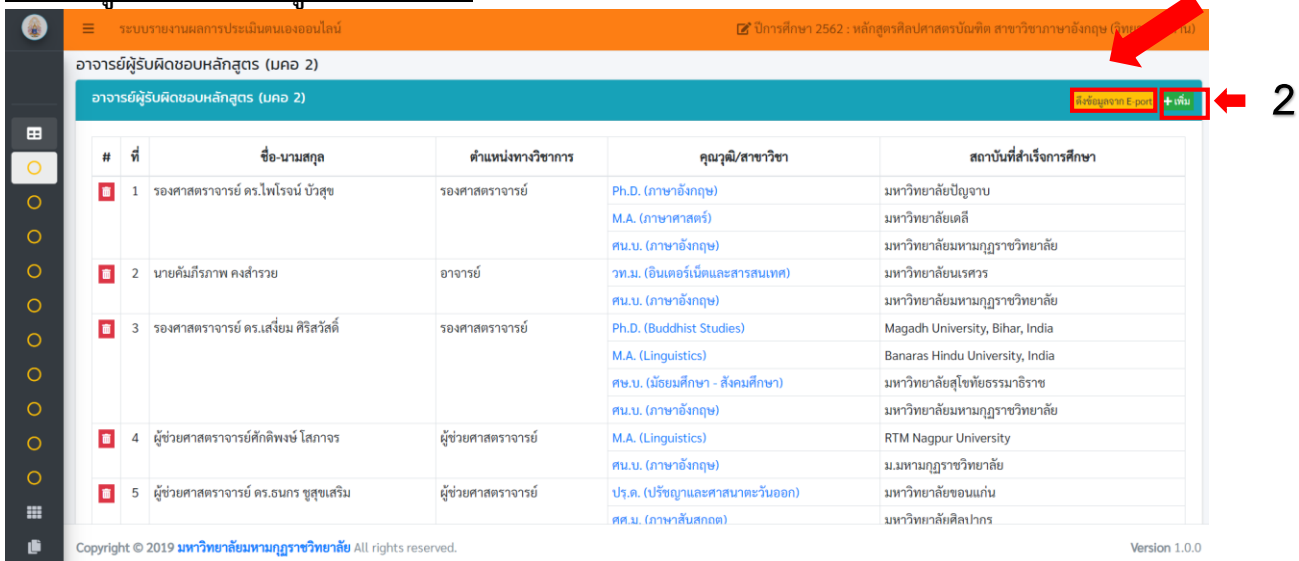 ระบบรายงานผลการประเมินตนเองออนไลน์
ปีการศึกษา 2562 : หลักสูตรศิลปศาสตรบัณฑิต สาขาวิชาภาษาอังกฤษ
อาจารย์ผู้รับผิดชอบหลักสูตร (มคอ 2)
อาจารย์ผู้รับผิดชอบหลักสูตร (มคอ 2)
ดึงข้อมูลจาก E-port
+ เพิ่ม
2
# ที่ ชื่อ-นามสกุล ตำแหน่งทางวิชาการ คุณวุฒิ/สาขาวิชา สถาบันที่สำเร็จการศึกษา
1 รองศาสตราจารย์ ดร.ไพโรจน์ บัวสุข รองศาสตราจารย์ Ph.D. (ภาษาอังกฤษ) มหาวิทยาลัยปัญจาบ
M.A. (ภาษาศาสตร์) มหาวิทยาลัยเดลี
ศน.บ. (ภาษาอังกฤษ) มหาวิทยาลัยมหามกุฏราชวิทยาลัย
2 นายคัมภีรภาพ คงสำรวย อาจารย์ วท.ม. (อินเตอร์เน็ตและสารสนเทศ) มหาวิทยาลัยนเรศวร
ศน.บ. (ภาษาอังกฤษ) มหาวิทยาลัยมหามกุฏราชวิทยาลัย
3 รองศาสตราจารย์ ดร.เสงี่ยม ศิริสวัสดิ์ รองศาสตราจารย์ Ph.D. (Buddhist Studies) Magadh University, Bihar, India
M.A. (Linguistics) Banaras Hindu University, India
ศษ.บ. (มัธยมศึกษา - สังคมศึกษา) มหาวิทยาลัยสุโขทัยธรรมาธิราช
ศน.บ. (ภาษาอังกฤษ) มหาวิทยาลัยมหามกุฏราชวิทยาลัย
4 ผู้ช่วยศาสตราจารย์ศักดิพงษ์ โสภาจร ผู้ช่วยศาสตราจารย์ M.A. (Linguistics) RTM Nagpur University
ศน.บ. (ภาษาอังกฤษ) ม.มหามกุฏราชวิทยาลัย
5 ผู้ช่วยศาสตราจารย์ ดร.ธนกร ชูสุขเสริม ผู้ช่วยศาสตราจารย์ ปร.ด. (ปรัชญาและศาสนาตะวันออก) มหาวิทยาลัยขอนแก่น
ศศ.ม. (ภาษาสันสกฤต) มหาวิทยาลัยศิลปากร
Copyright © 2019 มหาวิทยาลัยมหามกุฏราชวิทยาลัย All rights reserved.
Version 1.0.0